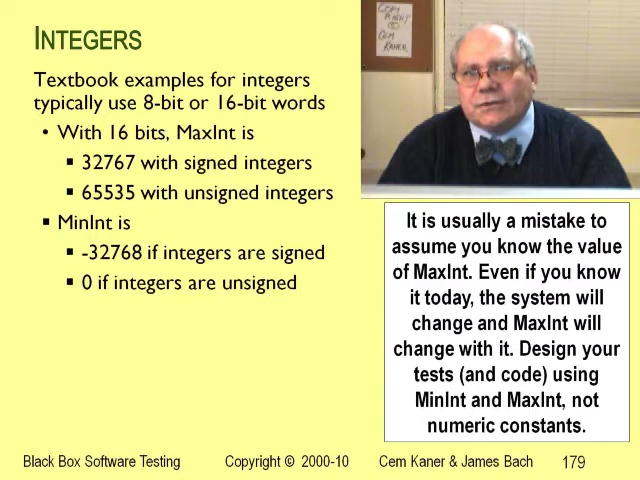 INTEGERS
Textbook examples for integers
typically use 8-bit or 16-bit words
• With 16 bits, MaxInt is
▪ 32767 with signed integers
▪ 65535 with unsigned integers
▪ MinInt is
▪ -32768 if integers are signed
▪ 0 if integers are unsigned
COPY
RIGHT
©
CEM
KANER
It is usually a mistake to
assume you know the value
of MaxInt. Even if you know
it today, the system will
change and MaxInt will
change with it. Design your
tests (and code) using
MinInt and MaxInt, not
numeric constants.
Black Box Software Testing Copyright © 2000-10 Cem Kaner & James Bach 179